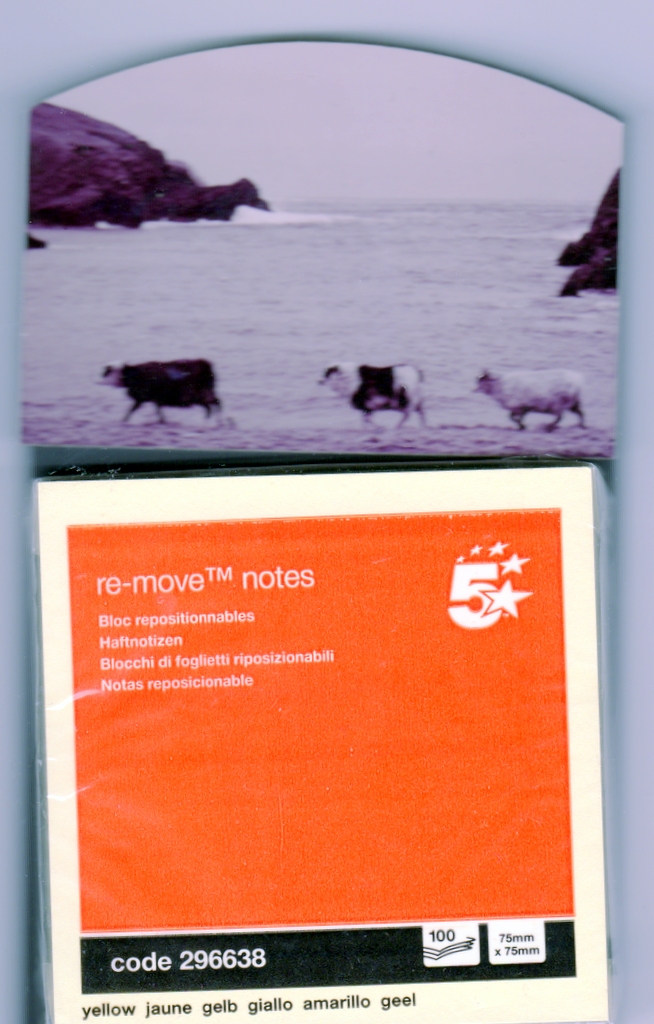 re-move™ notes
5
Bloc repositionnables
Haftnotizen
Blocchi di foglietti riposizionabili
Notas reposicionable
100
75mm
x 75mm
code 296638
yellow jaune gelb giallo amarillo geel